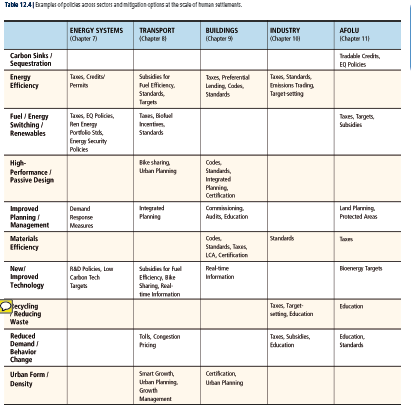 Table 12.4 | Examples of policies across sectors and mitigation options at the scale of human settlements.
ENERGY SYSTEMS (Chapter 7) TRANSPORT (Chapter 8) BUILDINGS (Chapter 9) INDUSTRY (Chapter 10) AFOLU (Chapter 11)
Carbon Sinks / Tradable Credits,
Sequestration EQ Policies
Energy Taxes, Credits/ Subsidies for Taxes, Preferential Taxes, Standards,
Efficiency Permits Fuel Efficiency, Lending, Codes, Emissions Trading,
Standards, Standards Target-setting
Targets
Fuel / Energy Taxes, EQ Policies, Taxes, Biofuel Taxes, Targets,
Switching / Ren Energy Incentives, Subsidies
Renewables Portfolio Stds, Standards
Energy Security
Policies
High- Bike sharing, Codes,
Performance / Urban Planning Standards,
Passive Design Integrated
Planning,
Certification
Improved Demand Integrated Commissioning, Land Planning,
Planning / Response Planning Audits, Education Protected Areas
Management Measures
Materials Codes, Standards Taxes
Efficiency Standards, Taxes,
LCA, Certification
New/ R&D Policies, Low Subsidies for Fuel Real-time Bioenergy Targets
Improved Carbon Tech Efficiency, Bike Information
Technology Targets Sharing, Real-
time Information
ecycling Taxes, Target- Education
/ Reducing setting, Education
Waste
Reduced Tolls, Congestion Taxes, Subsidies, Education,
Demand / Pricing Education Standards
Behavior
Change
Urban Form / Smart Growth, Certification,
Density Urban Planning, Urban Planning
Growth
Management